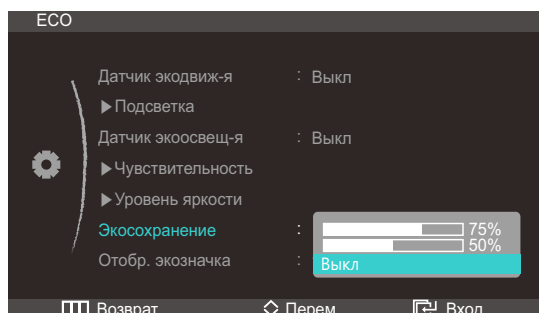 ECO
Датчик экодвиж-я : Выкл
▶Подсветка
Датчик экоосвещ-я : Выкл
▶Чувствительность
▶Уровень яркости
Экосохранение : 75%
50%
Отобр. экозначка : Выкл
Возврат Перем. Вход